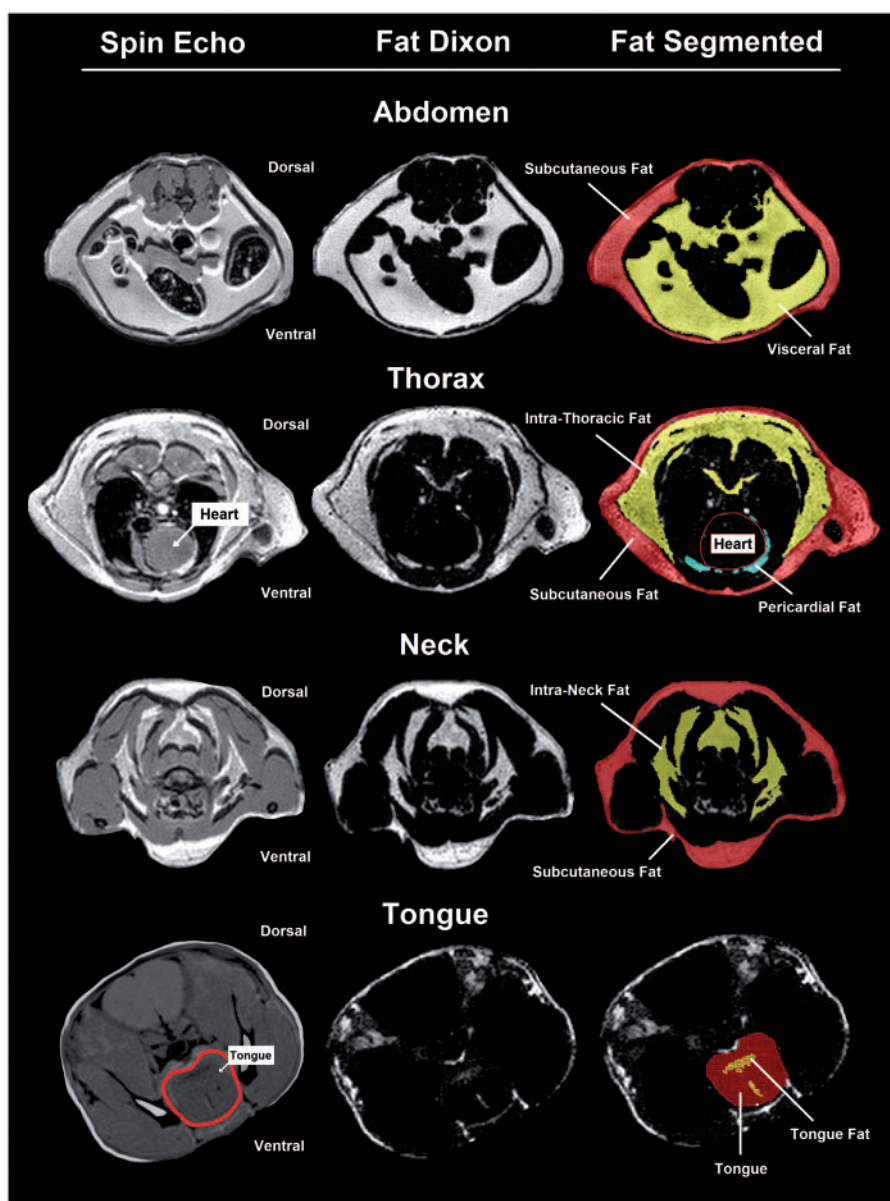 Spin Echo Fat Dixon Fat Segmented
Abdomen
Dorsal
Subcutaneous Fat
Ventral
Visceral Fat
Thorax
Dorsal
Intra-Thoracic Fat
Heart
Heart
Ventral
Subcutaneous Fat
Pericardial Fat
Neck
Dorsal
Intra-Neck Fat
Ventral
Subcutaneous Fat
Tongue
Dorsal
Tongue
Ventral
Tongue Fat
Tongue